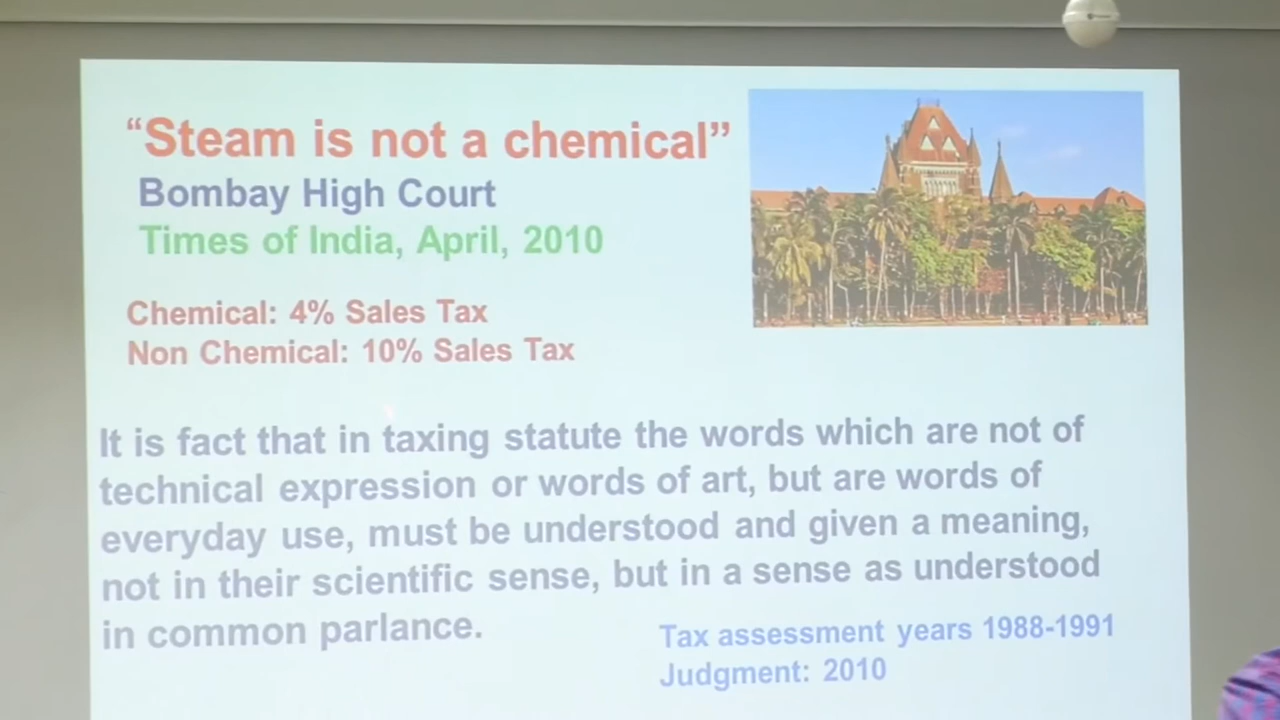 “Steam is not a chemical”
Bombay High Court
Times of India, April, 2010
Chemical: 4% Sales Tax
Non Chemical: 10% Sales Tax
It is fact that in taxing statute the words which are not of
technical expression or words of art, but are words of
everyday use, must be understood and given a meaning,
not in their scientific sense, but in a sense as understood
in common parlance.
Tax assessment years 1988-1991
Judgment: 2010